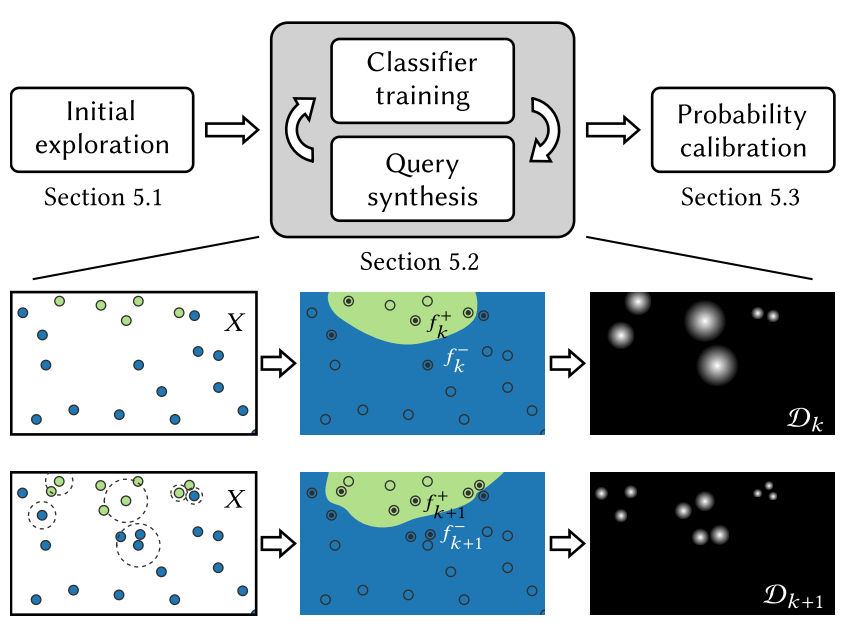 Initial
exploration
Section 5.1
Classifier
training
Query
synthesis
Section 5.2
Probability
calibration
Section 5.3
X
f_k^+
f_k^-
𝒟_k
X
f_{k+1}^+
f_{k+1}^-
𝒟_{k+1}